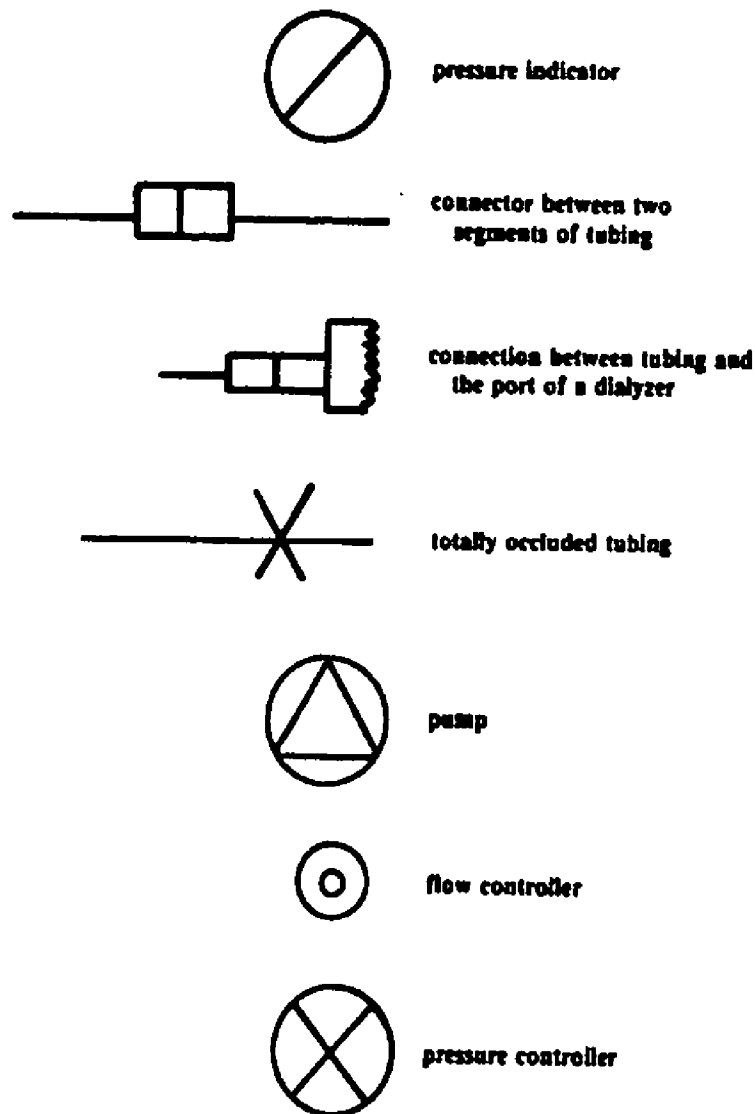 pressure indicator
connector between two
segments of tubing
connection between tubing and
the port of a dialyzer
totally occluded tubing
pump
flow controller
pressure controller